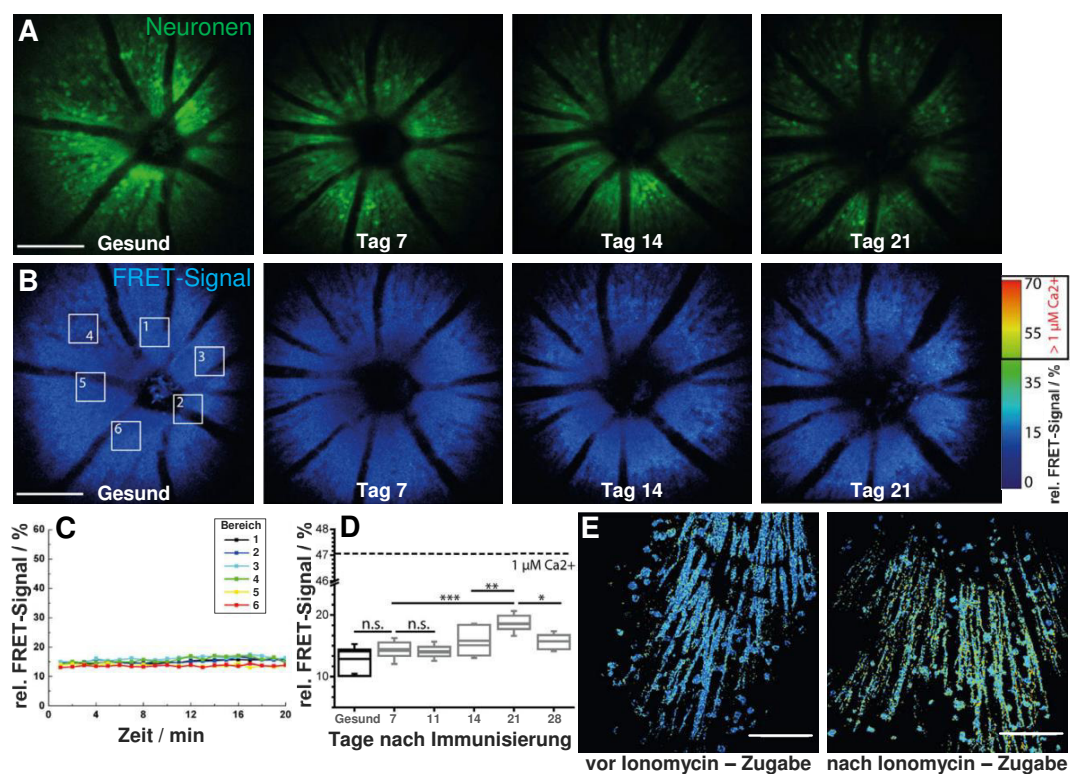 A
Neuronen
Gesund
Tag 7
Tag 14
Tag 21
B
FRET-Signal
1
4
3
5
2
6
Gesund
Tag 7
Tag 14
Tag 21
70
55
35
15
0
> 1 µM Ca2+
rel. FRET-Signal / %
C
rel. FRET-Signal / %
60
50
40
30
20
10
0
0 4 8 12 16 20
Zeit / min
Bereich
1
2
3
4
5
6
D
rel. FRET-Signal / %
48
47
46
20
10
1 µM Ca2+
n.s.
n.s.
***
**
*
Gesund 7 11 14 21 28
Tage nach Immunisierung
E
vor Ionomycin – Zugabe
nach Ionomycin – Zugabe